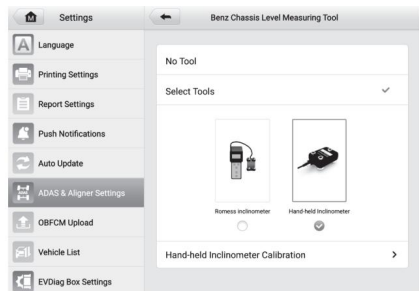 Settings
Benz Chassis Level Measuring Tool
Language
Printing Settings
Report Settings
Push Notifications
Auto Update
ADAS & Aligner Settings
OBFCM Upload
Vehicle List
EVDiag Box Settings
No Tool
Select Tools
Romess inclinometer
Hand-held Inclinometer
Hand-held Inclinometer Calibration